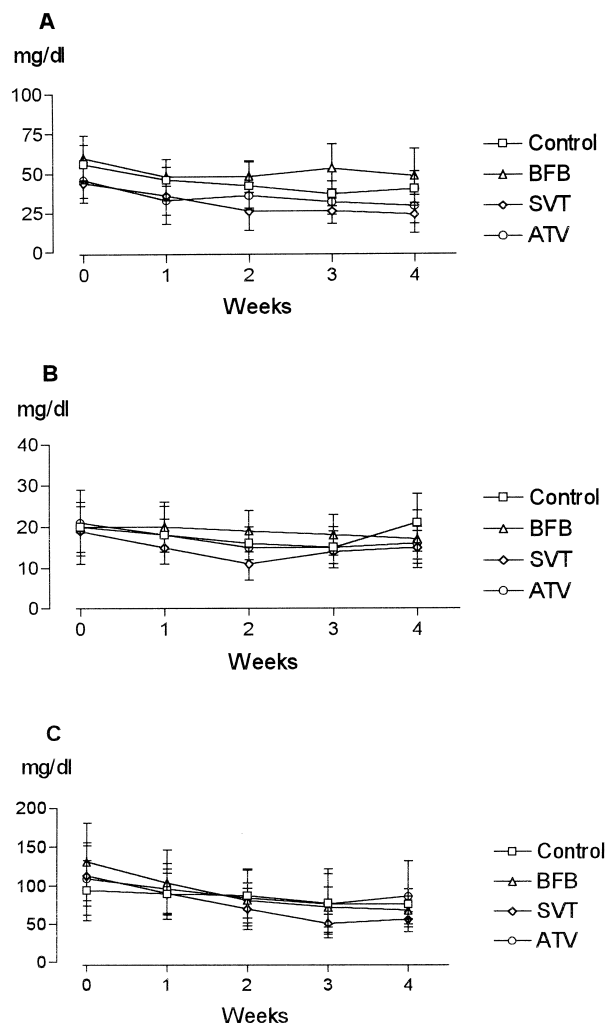 A
mg/dl
100
75
50
25
0
0 1 2 3 4
Weeks
Control
BFB
SVT
ATV
B
mg/dl
40
30
20
10
0
0 1 2 3 4
Weeks
Control
BFB
SVT
ATV
C
mg/dl
200
150
100
50
0
0 1 2 3 4
Weeks
Control
BFB
SVT
ATV